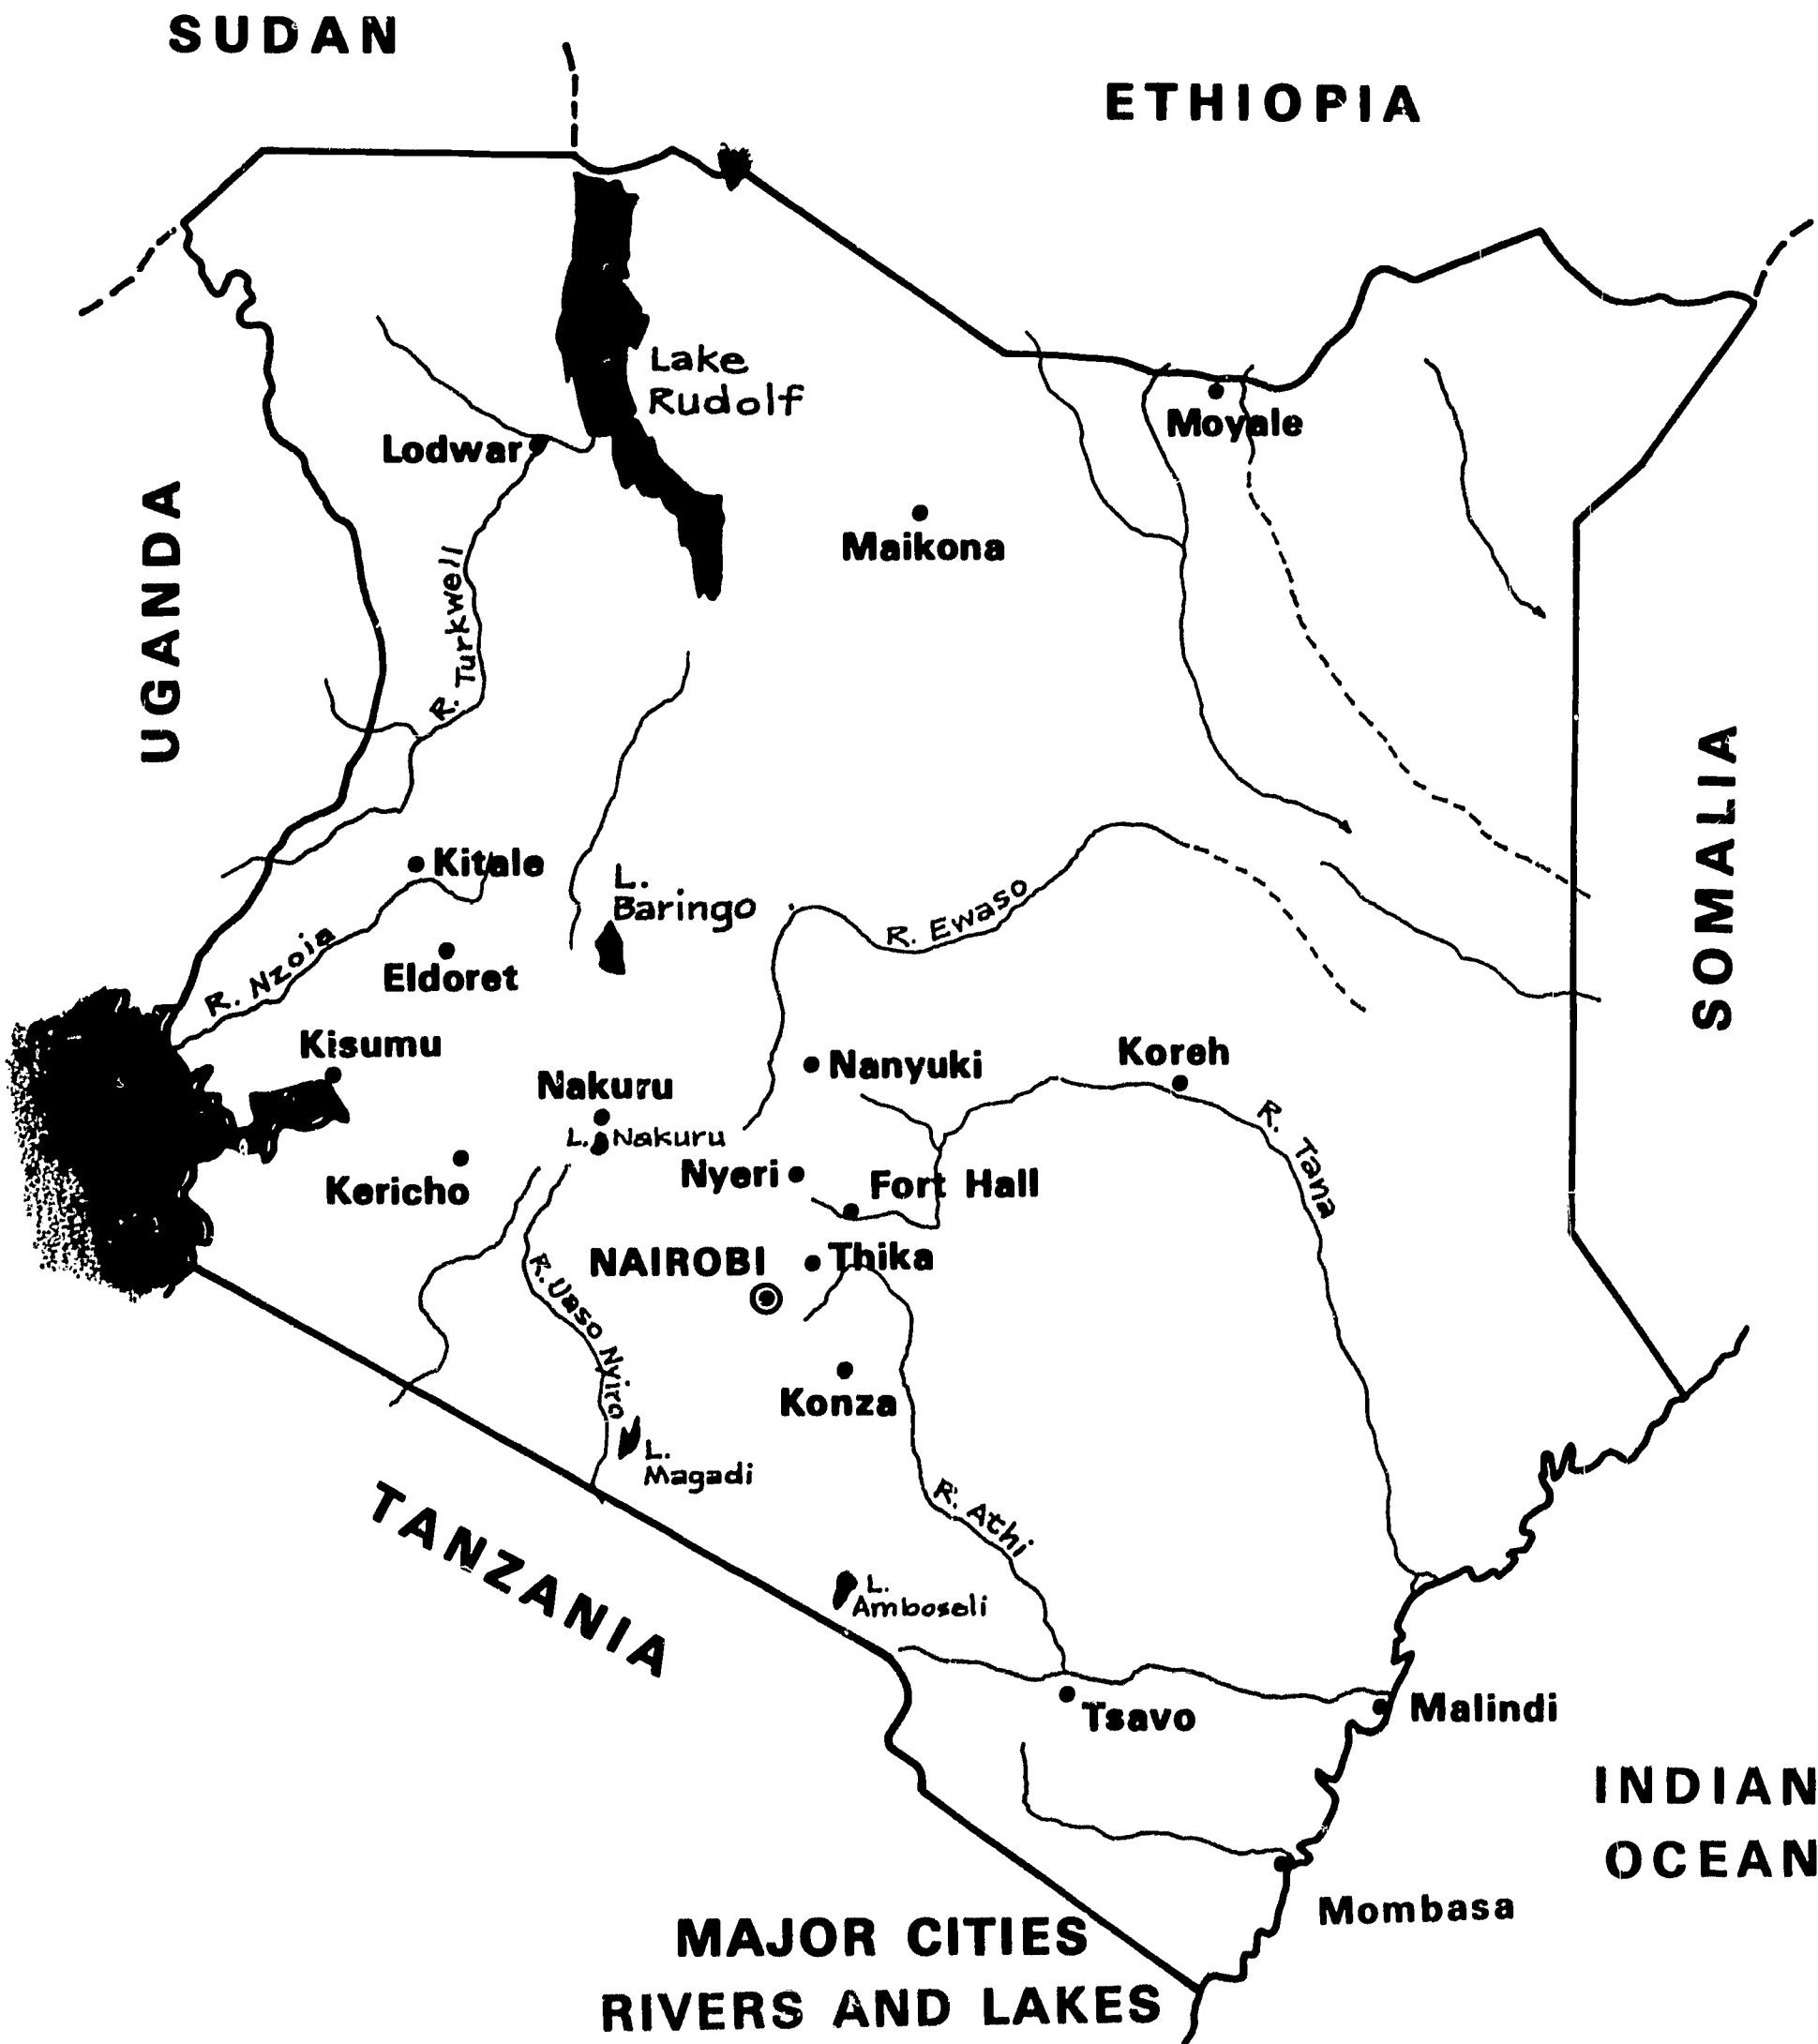 SUDAN
ETHIOPIA
Lake
Rudolf
Lodwar
Moyale
Maikona
UGANDA
R. Turkwell
SOMALIA
Kitale
L.
Baringo
R. Ewaso
R. Nzoia
Eldoret
Kisumu
Nanyuki
Koreh
Nakuru
L. Nakuru
R. Tana
Kericho
Nyeri
Fort Hall
NAIROBI
Thika
R. Uaso Nyiro
Konza
L.
Magadi
R. Athi
TANZANIA
L.
Amboseli
Tsavo
Malindi
INDIAN
OCEAN
Mombasa
MAJOR CITIES
RIVERS AND LAKES